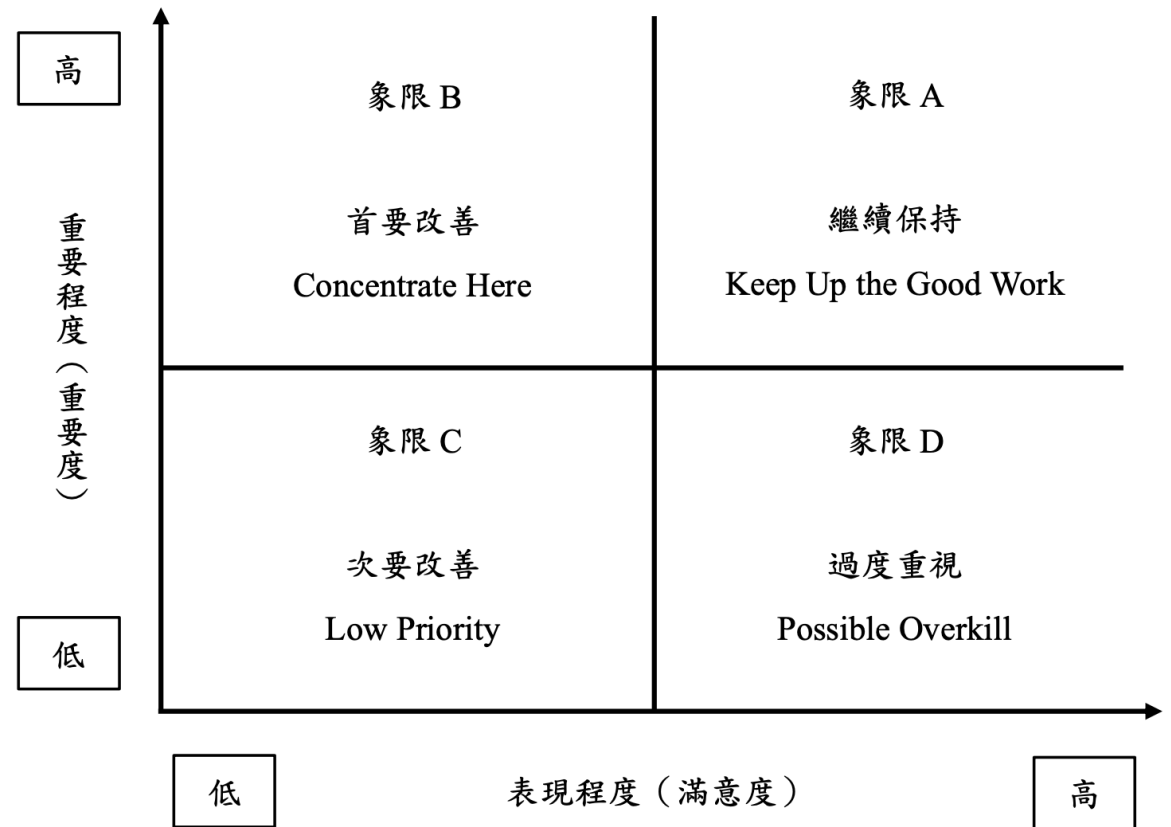 高
象限 B
象限 A
首要改善
繼續保持
Concentrate Here
Keep Up the Good Work
重要程度（重要度）
象限 C
象限 D
次要改善
過度重視
Low Priority
Possible Overkill
低
低
表現程度（滿意度）
高